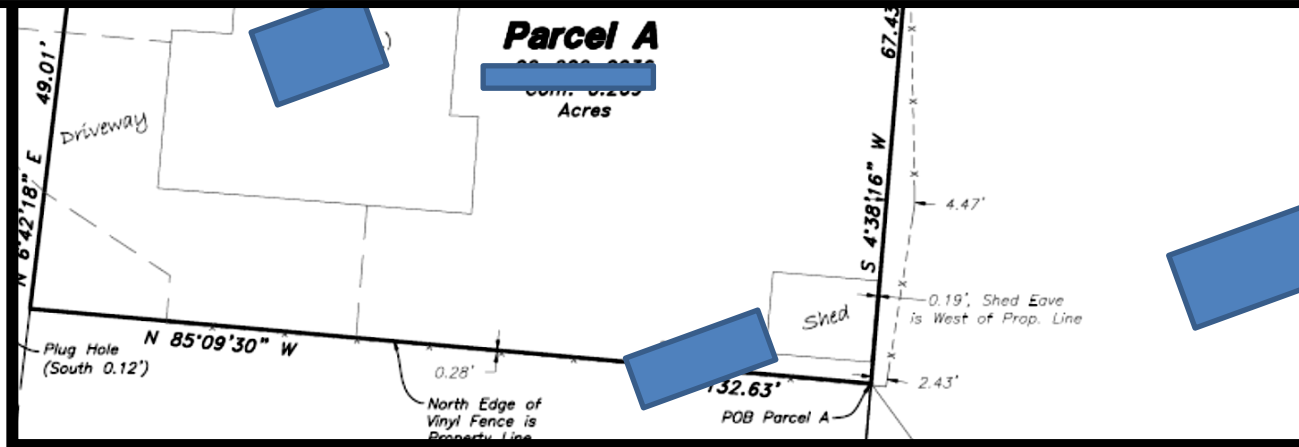 Parcel A
Acres
49.01'
N 6°42'18" E
Driveway
67.43
S 4°38'16" W
4.47'
0.19', Shed Eave
is West of Prop. Line
Shed
N 85°09'30" W
Plug Hole
(South 0.12')
0.28'
North Edge of
Vinyl Fence is
Property Line
132.63'
2.43'
POB Parcel A